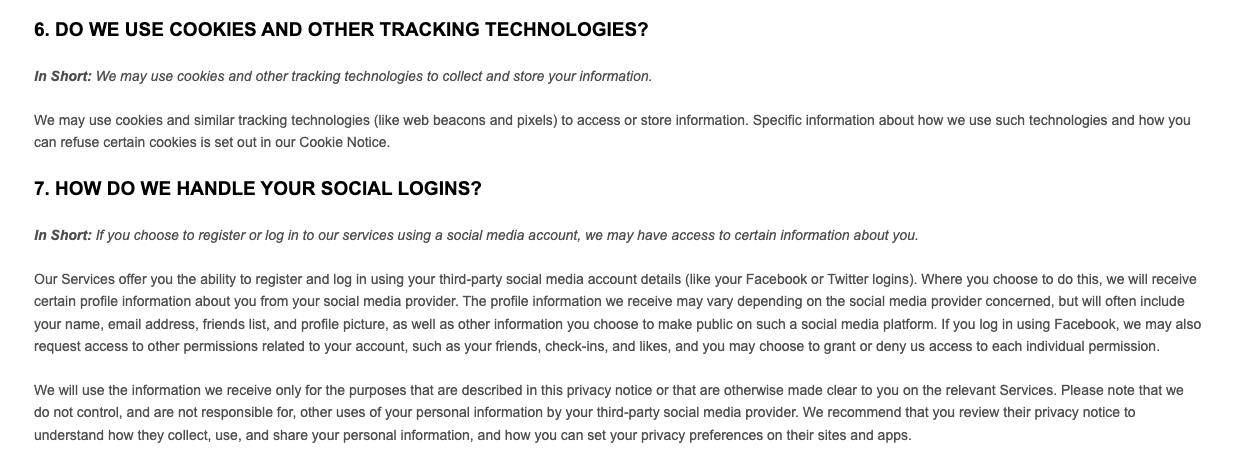 6. DO WE USE COOKIES AND OTHER TRACKING TECHNOLOGIES?
In Short: We may use cookies and other tracking technologies to collect and store your information.
We may use cookies and similar tracking technologies (like web beacons and pixels) to access or store information. Specific information about how we use such technologies and how you
can refuse certain cookies is set out in our Cookie Notice.
7. HOW DO WE HANDLE YOUR SOCIAL LOGINS?
In Short: If you choose to register or log in to our services using a social media account, we may have access to certain information about you.
Our Services offer you the ability to register and log in using your third-party social media account details (like your Facebook or Twitter logins). Where you choose to do this, we will receive
certain profile information about you from your social media provider. The profile information we receive may vary depending on the social media provider concerned, but will often include
your name, email address, friends list, and profile picture, as well as other information you choose to make public on such a social media platform. If you log in using Facebook, we may also
request access to other permissions related to your account, such as your friends, check-ins, and likes, and you may choose to grant or deny us access to each individual permission.
We will use the information we receive only for the purposes that are described in this privacy notice or that are otherwise made clear to you on the relevant Services. Please note that we
do not control, and are not responsible for, other uses of your personal information by your third-party social media provider. We recommend that you review their privacy notice to
understand how they collect, use, and share your personal information, and how you can set your privacy preferences on their sites and apps.